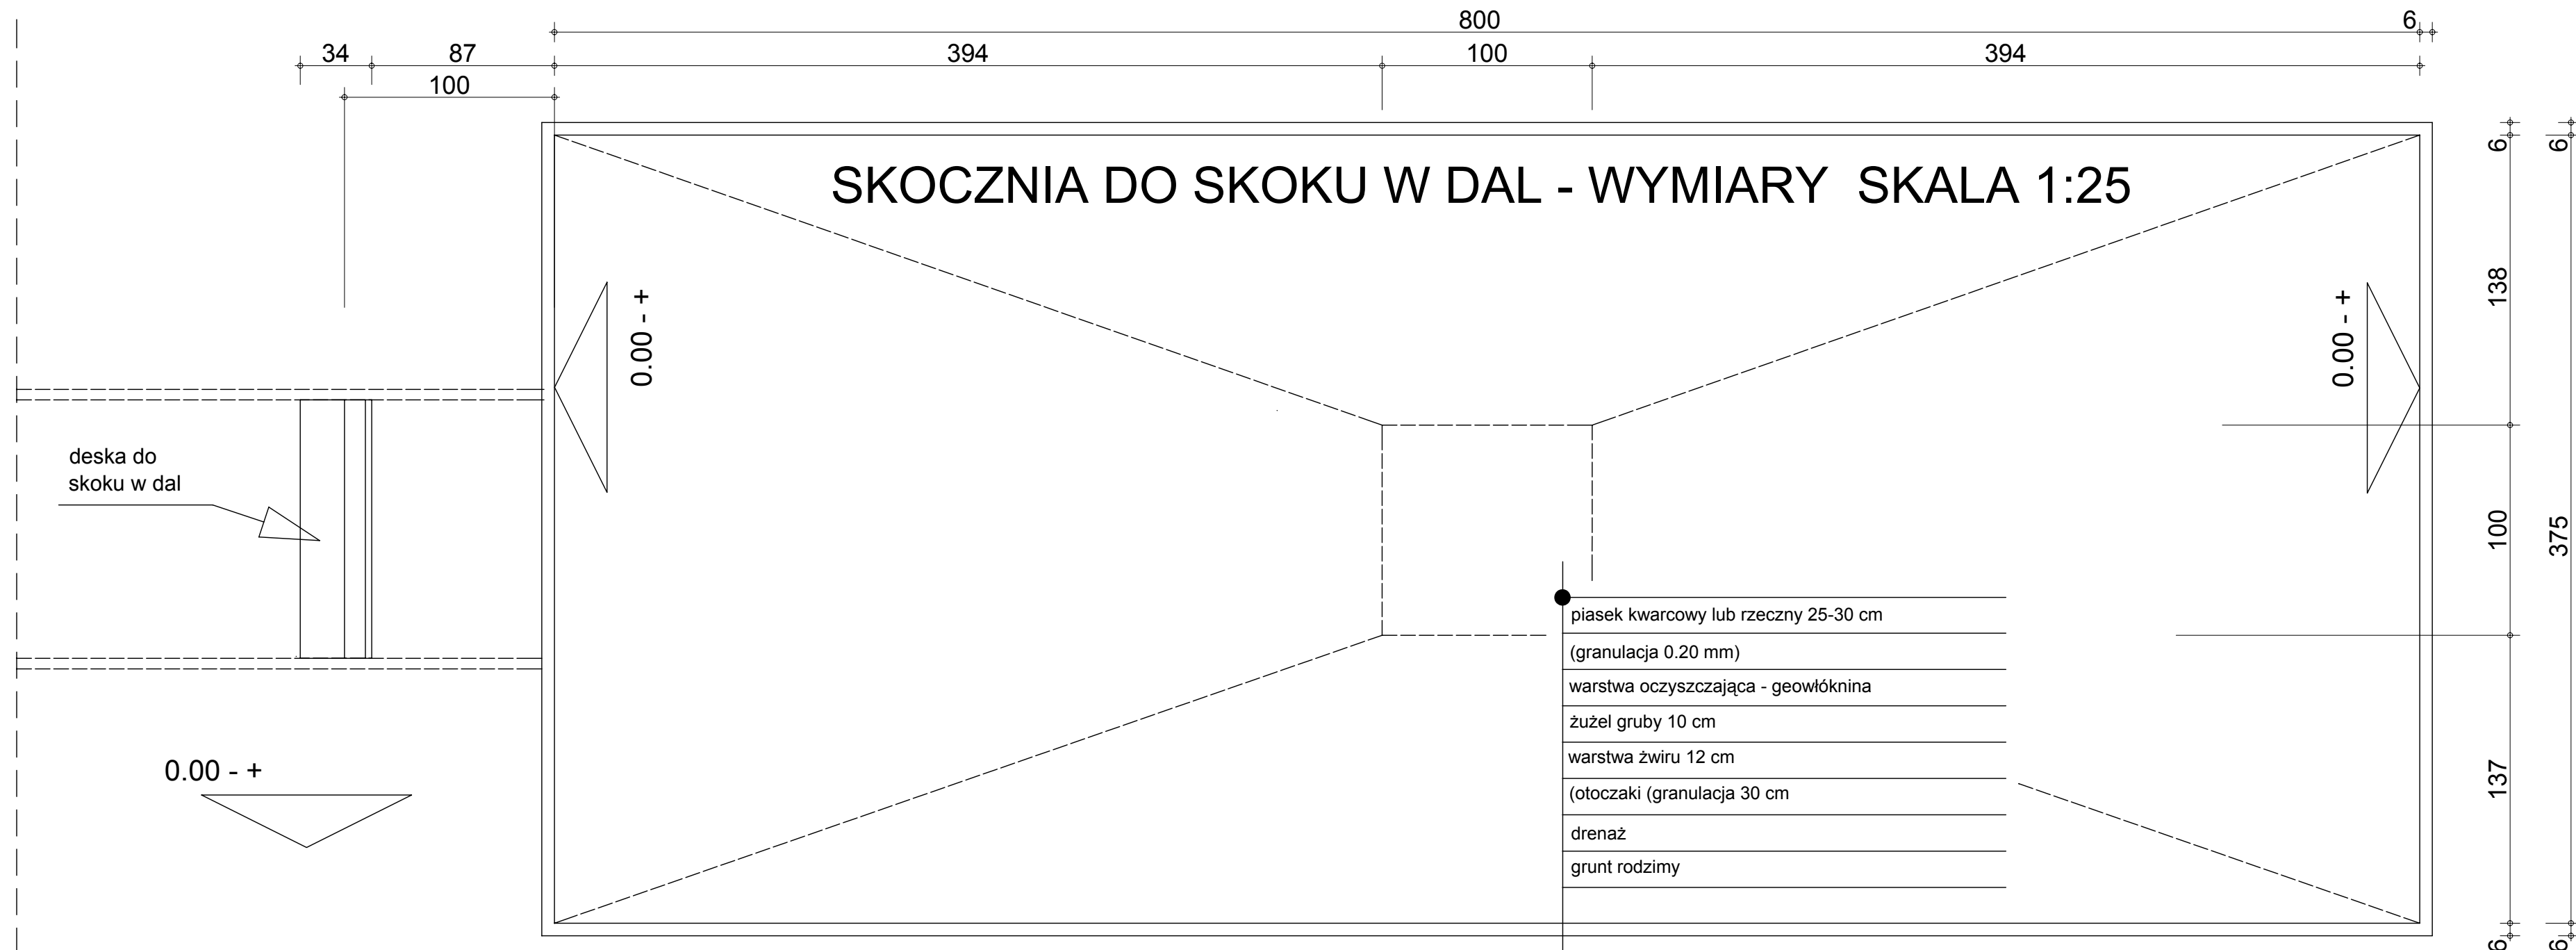 800
6
34
87
394
100
394
100
SKOCZNIA DO SKOKU W DAL - WYMIARY  SKALA 1:25
6
6
138
0.00 - +
0.00 - +
deska do
skoku w dal
100
375
piasek kwarcowy lub rzeczny 25-30 cm
(granulacja 0.20 mm)
warstwa oczyszczająca - geowłóknina
żużel gruby 10 cm
warstwa żwiru 12 cm
(otoczaki (granulacja 30 cm
drenaż
grunt rodzimy
0.00 - +
137
6
6